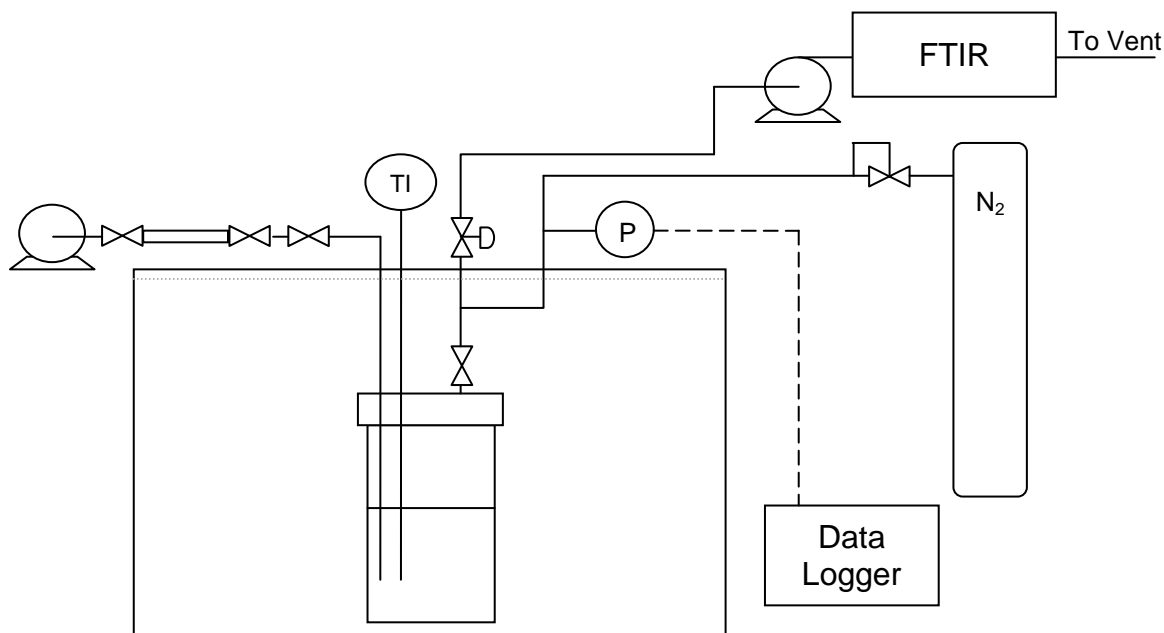 FTIR
To Vent
TI
N₂
P
Data
Logger